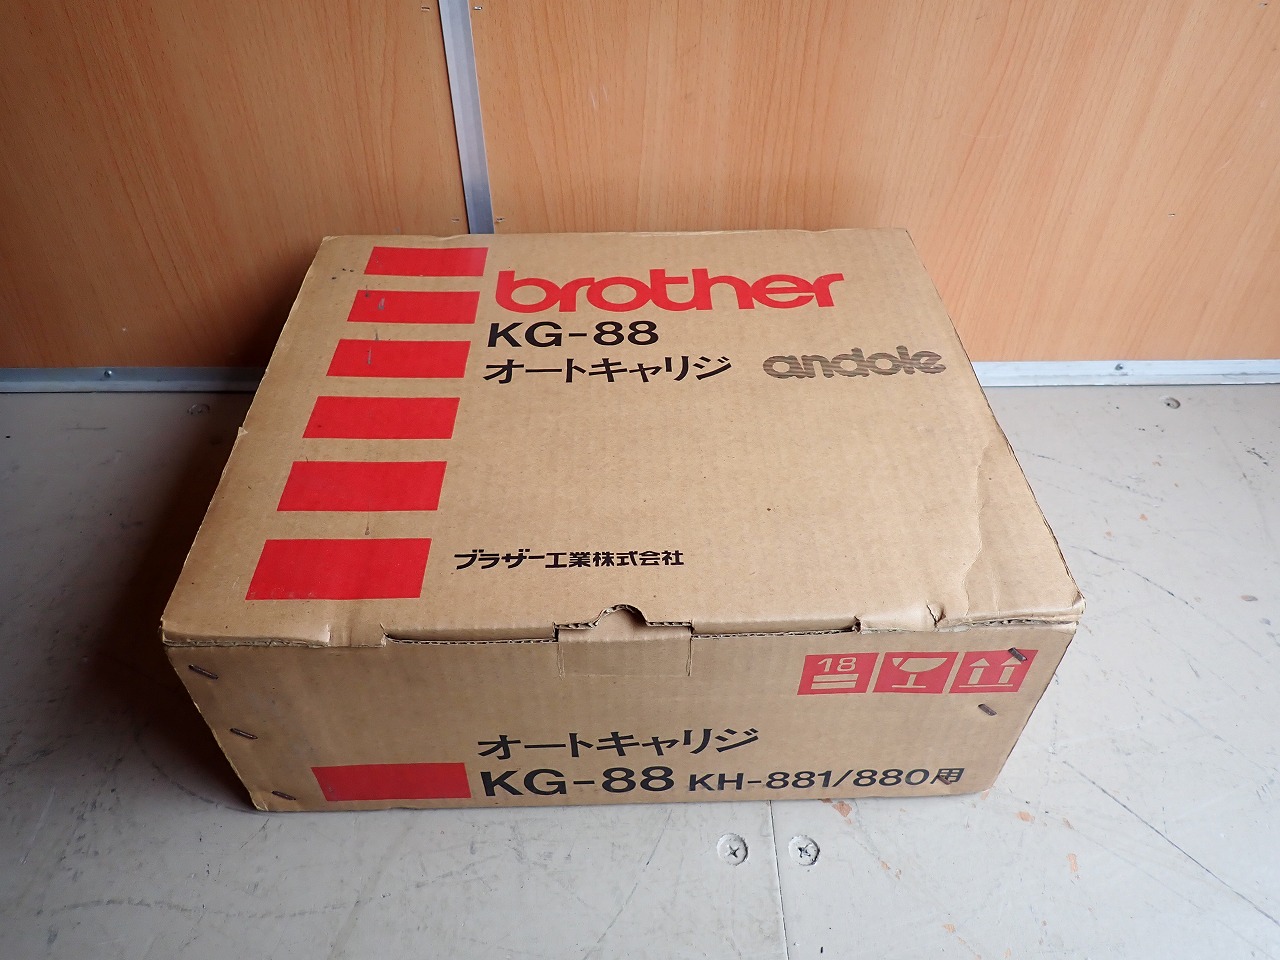 brother
KG-88
オートキャリジ andole
ブラザー工業株式会社
18
オートキャリジ
KG-88 KH-881/880用